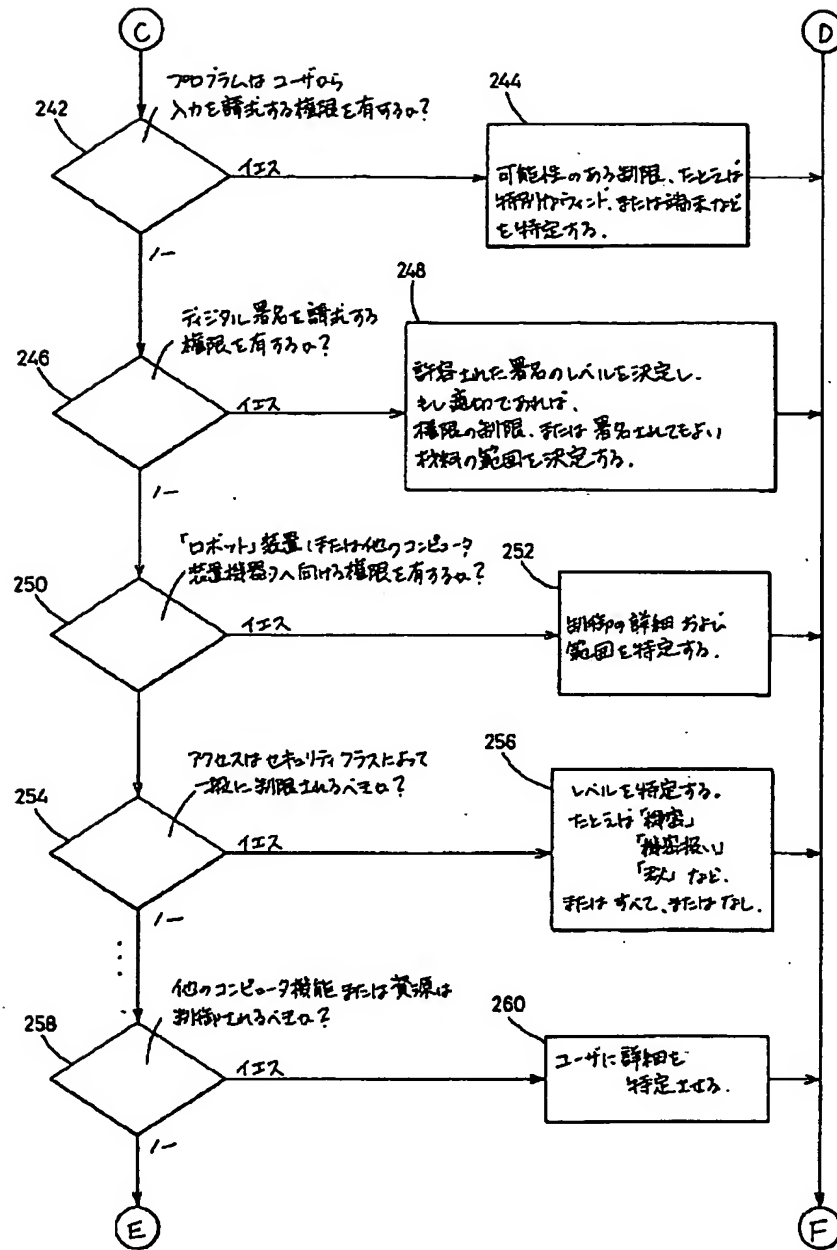 C
D
プログラムは ユーザから
入力を請求する権限を有するか?
242
イエス
244
可能性のある制限、たとえば
特別なウィンド、または端末など
を特定する.
ノー
ディジタル署名を請求する
権限を有するか?
246
イエス
248
許容された署名のレベルを決定し、
もし適切であれば、
権限の制限、または署名されてもよい
材料の範囲を決定する.
ノー
「ロボット」装置(または他のコンピュータ
装置機器)へ向ける権限を有するか?
250
イエス
252
制御の詳細 および
範囲を特定する.
アクセスは セキュリティクラスによって
一般に制限されるべきか?
254
イエス
256
レベルを特定する.
たとえば「機密」
「機密扱い」
など、
または すべて、または なし.
ノー
他のコンピュータ機能 または 資源は
制御されるべきか?
258
イエス
260
ユーザに詳細を
特定させる.
ノー
E
F